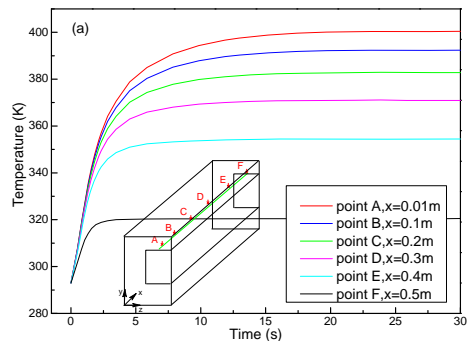 (a)
Temperature (K)
400
380
360
340
320
300
280
F
E
D
C
B
A
y
x
z
point A,x=0.01m
point B,x=0.1m
point C,x=0.2m
point D,x=0.3m
point E,x=0.4m
point F,x=0.5m
0 5 10 15 20 25 30
Time (s)